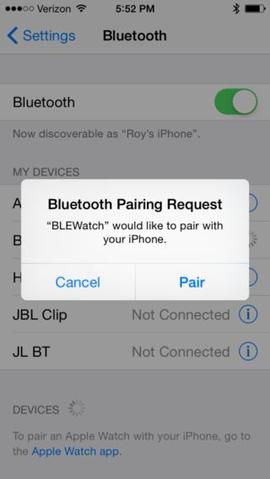 Verizon 5:52 PM
Settings Bluetooth
Bluetooth
Now discoverable as “Roy's iPhone”.
MY DEVICES
A
B
H
Bluetooth Pairing Request
“BLEWatch” would like to pair with
your iPhone.
Cancel Pair
JBL Clip Not Connected
JL BT Not Connected
DEVICES
To pair an Apple Watch with your iPhone, go to
the Apple Watch app.